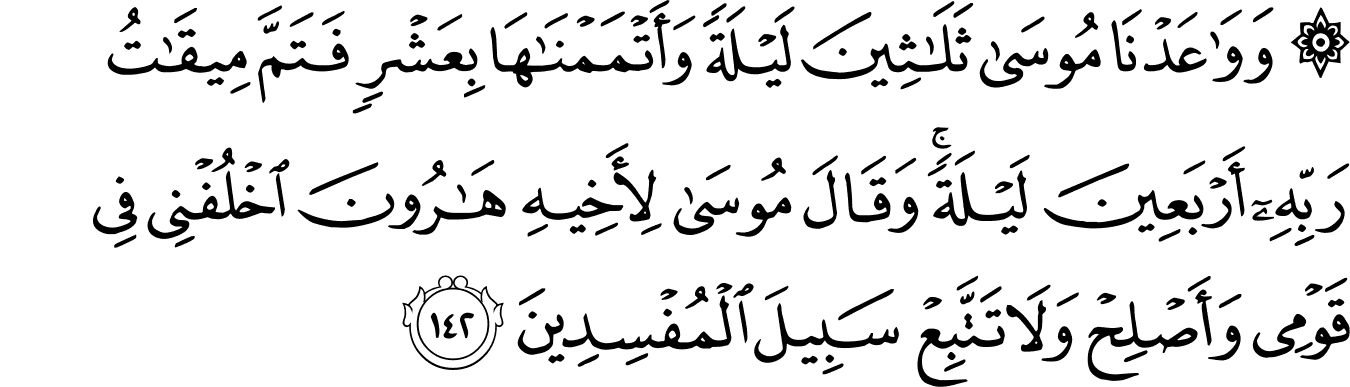 ۞ وَوَٰعَدْنَا مُوسَىٰ ثَلَـٰثِينَ لَيْلَةً وَأَتْمَمْنَـٰهَا بِعَشْرٍ فَتَمَّ مِيقَـٰتُ
رَبِّهِۦٓ أَرْبَعِينَ لَيْلَةً ۚ وَقَالَ مُوسَىٰ لِأَخِيهِ هَـٰرُونَ ٱخْلُفْنِى فِى
قَوْمِى وَأَصْلِحْ وَلَا تَتَّبِعْ سَبِيلَ ٱلْمُفْسِدِينَ ١٤٢